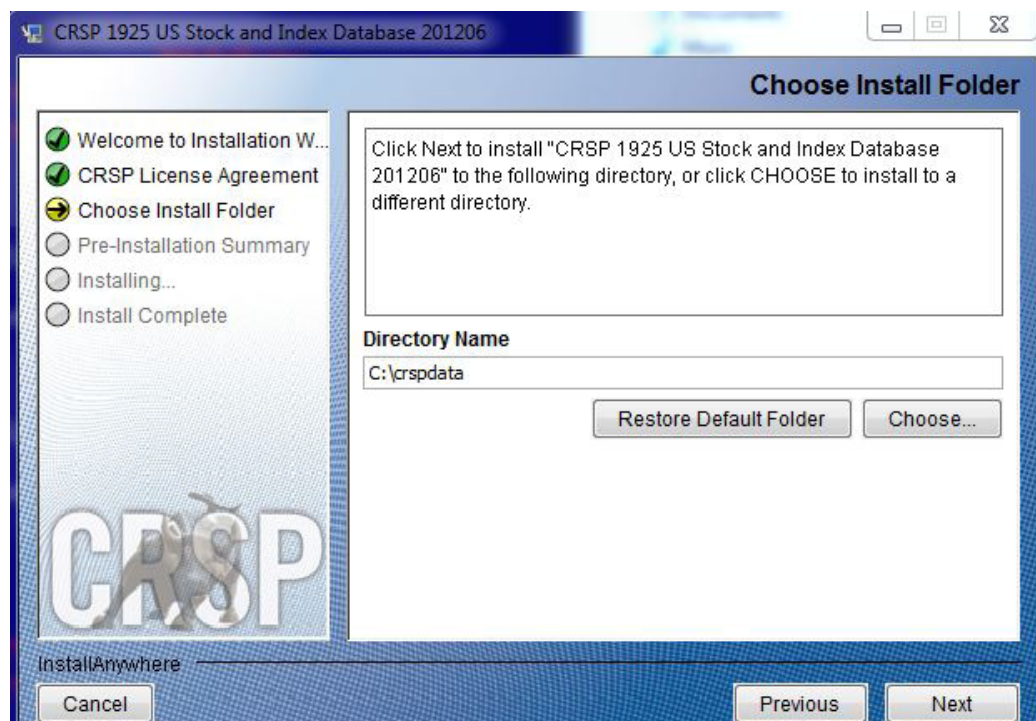 CRSP 1925 US Stock and Index Database 201206
Choose Install Folder
Welcome to Installation W...
CRSP License Agreement
Choose Install Folder
Pre-Installation Summary
Installing...
Install Complete
CRSP
Click Next to install "CRSP 1925 US Stock and Index Database
201206" to the following directory, or click CHOOSE to install to a
different directory.
Directory Name
C:\crspdata
Restore Default Folder
Choose...
InstallAnywhere
Cancel
Previous
Next